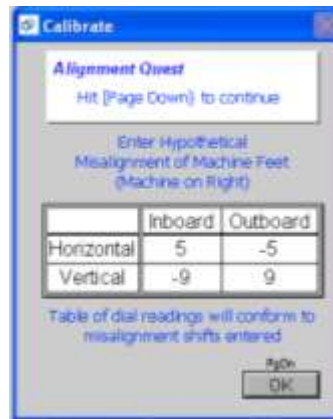 Calibrate
Alignment Quest
Hit [Page Down] to continue
Enter Hypothetical
Misalignment of Machine Feet
(Machine on Right)
Inboard Outboard
Horizontal 5 -5
Vertical -9 9
Table of dial readings will conform to
misalignment shifts entered
PgDn
OK